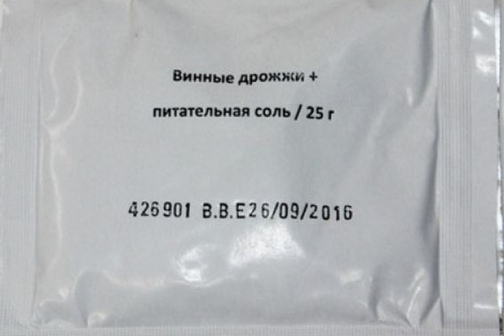 Винные дрожжи +
питательная соль / 25 г
426901 B.B.E26/09/2016